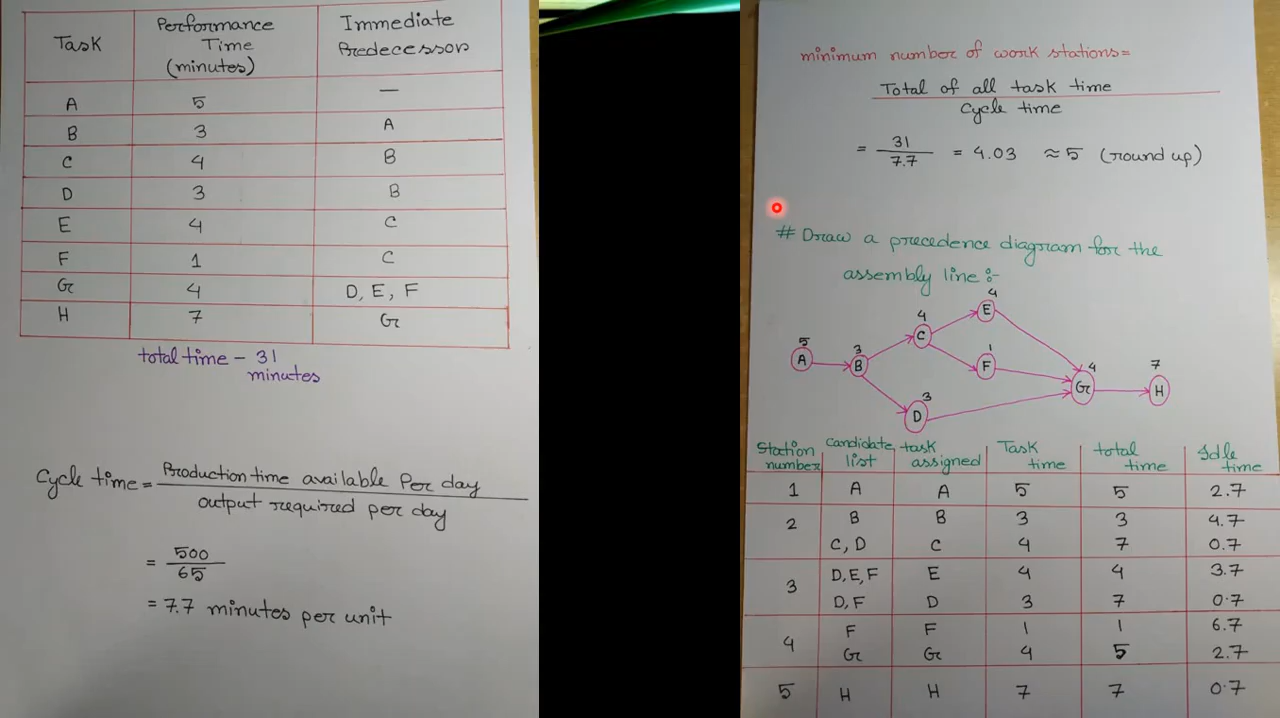 Task Performance Time (minutes) Immediate Predecessor
A 5 —
B 3 A
C 4 B
D 3 B
E 4 C
F 1 C
G 4 D, E, F
H 7 G
total time - 31 minutes
Cycle time = Production time available Per day
output required per day
= 500
65
= 7.7 minutes per unit
minimum number of work stations=
Total of all task time
Cycle time
= 31 / 7.7 = 4.03 ≈ 5 (round up)
# Draw a precedence diagram for the
assembly line :-
4
4 E
5 3 C 1
A B F 4 7
3 G H
D
Station number candidate list task assigned Task time total time Idle time
1 A A 5 5 2.7
2 B B 3 3 4.7
C, D C 4 7 0.7
3 D, E, F E 4 4 3.7
D, F D 3 7 0.7
4 F F 1 1 6.7
G G 4 5 2.7
5 H H 7 7 0.7